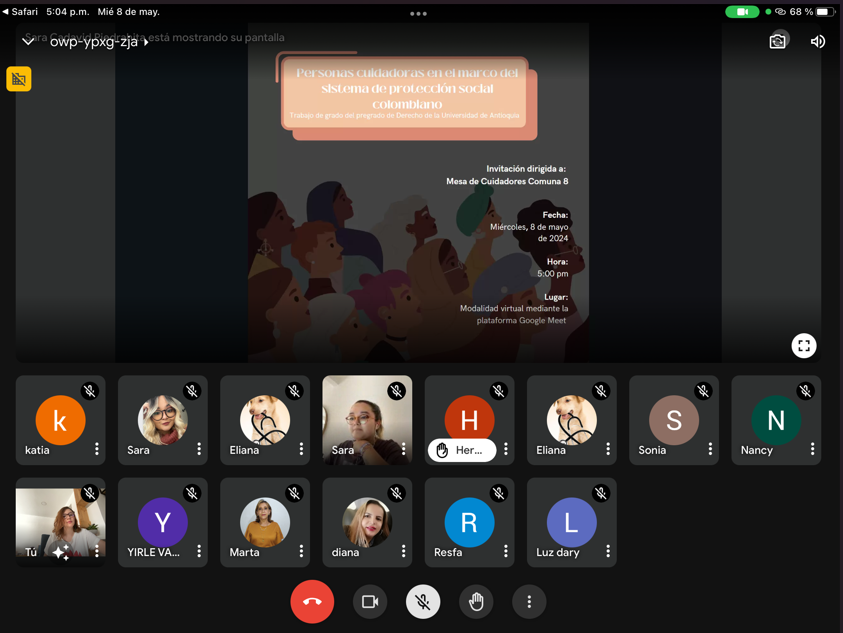 Safari 5:04 p.m. Mié 8 de may.
68 %
Sara Cadavid Piedrahita está mostrando su pantalla
owp-ypxg-zja
Personas cuidadoras en el marco del
sistema de protección social
colombiano
Trabajo de grado del pregrado de Derecho de la Universidad de Antioquia
Invitación dirigida a:
Mesa de Cuidadores Comuna 8
Fecha:
Miércoles, 8 de mayo
de 2024
Hora:
5:00 pm
Lugar:
Modalidad virtual mediante la
plataforma Google Meet
k
H
S
N
katia
Sara
Eliana
Sara
Her...
Eliana
Sonia
Nancy
Y
R
L
Tú
YIRLE VA...
Marta
diana
Resfa
Luz dary